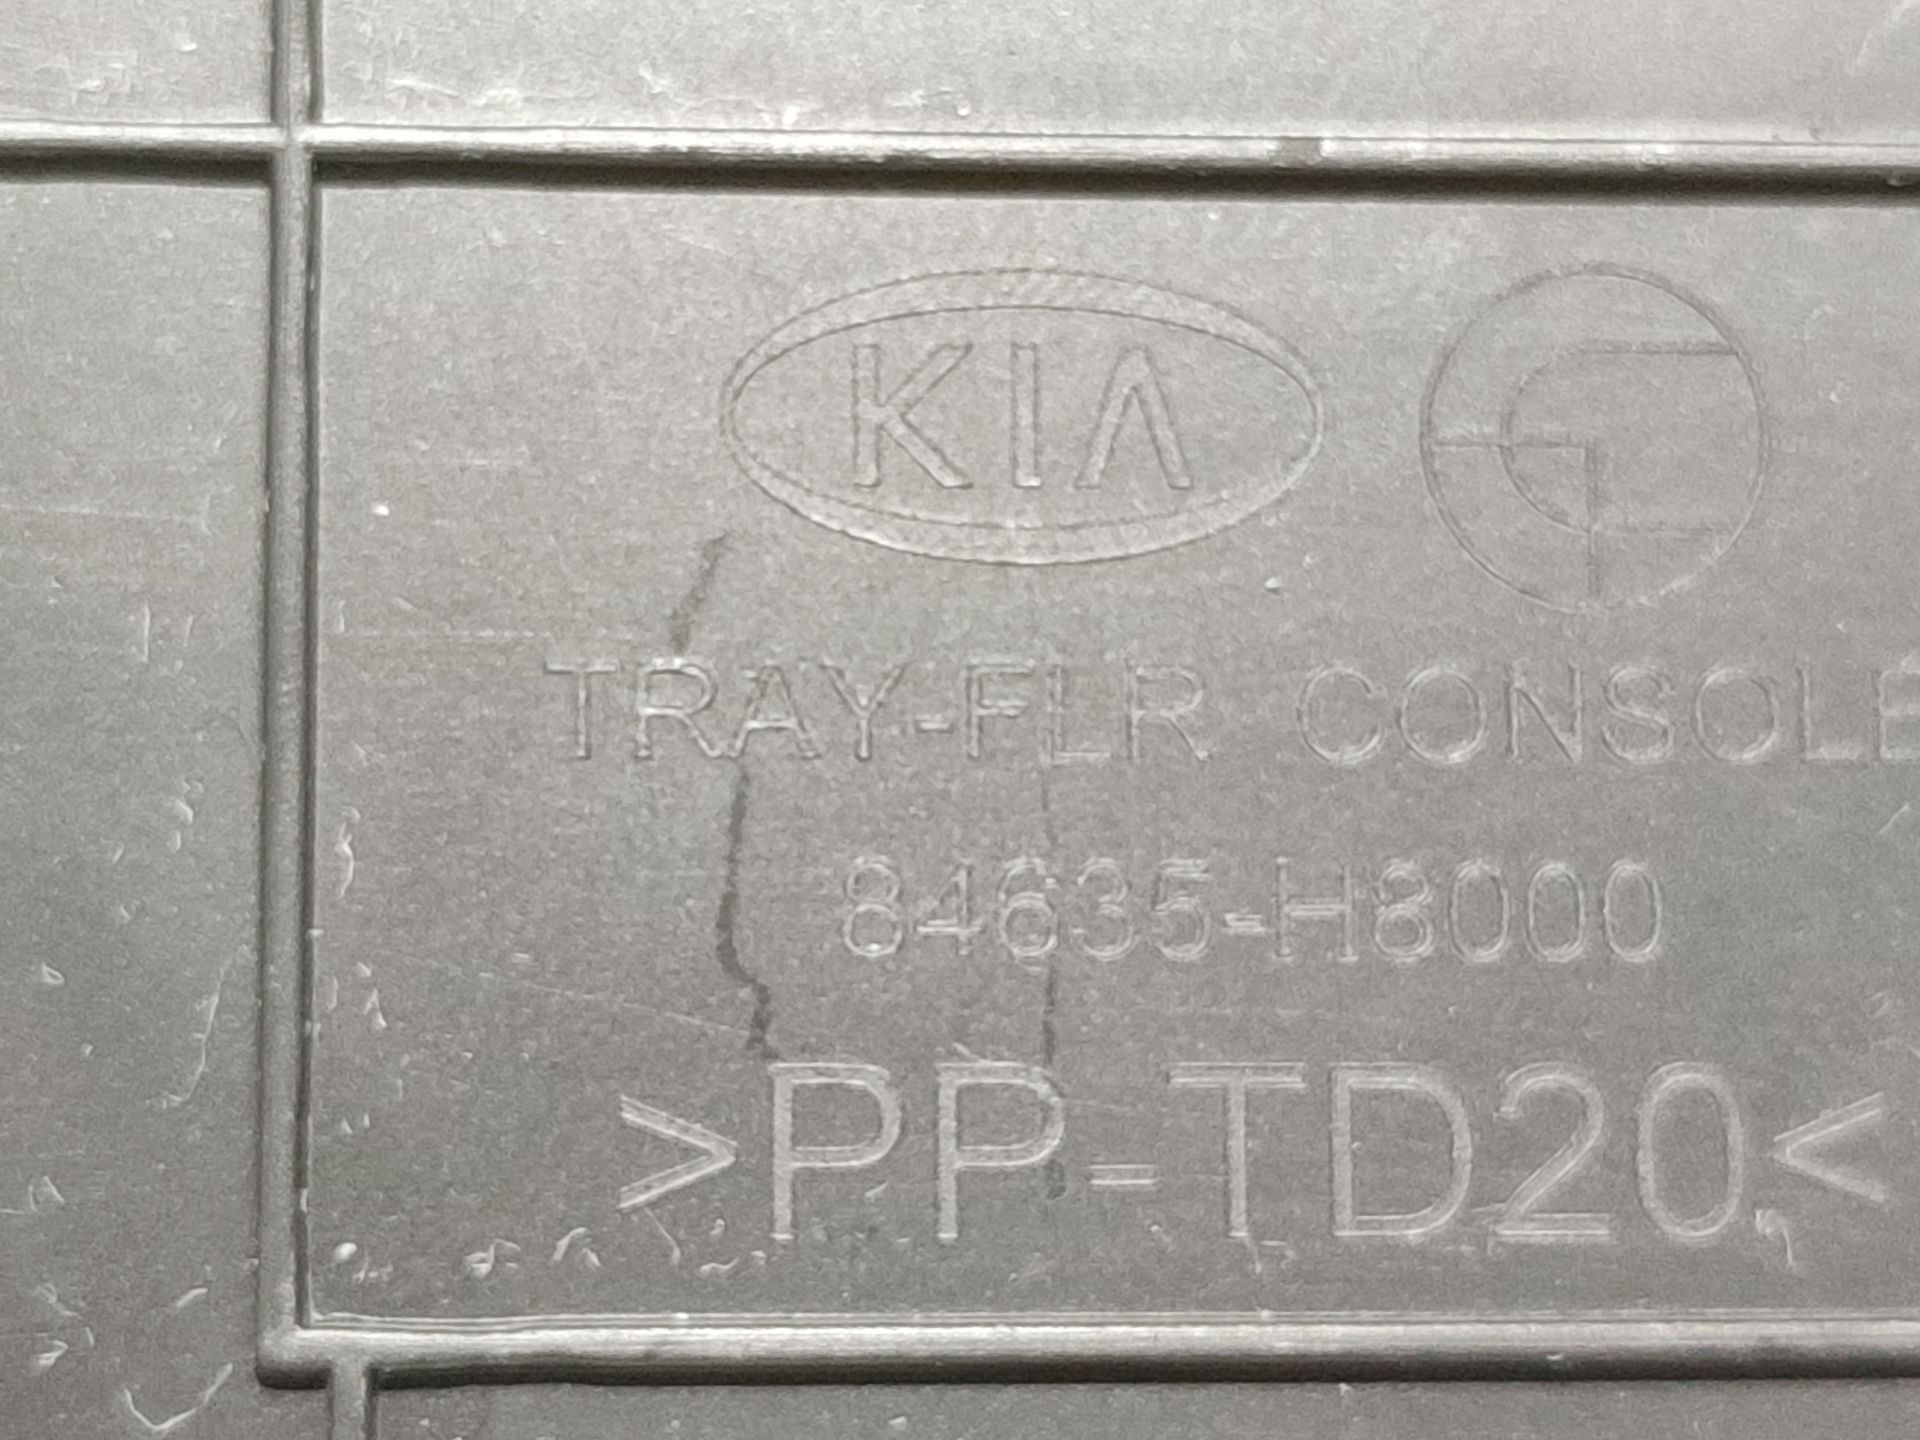 KIA
TRAY-FLR CONSOLE
84635-H8000
>PP-TD20<